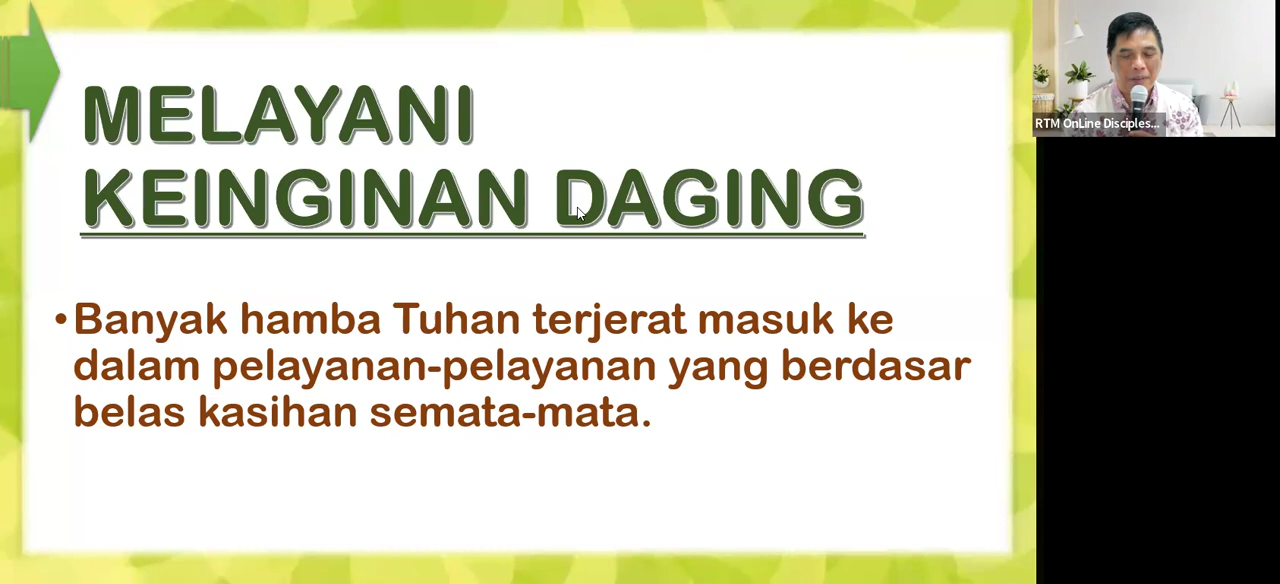 MELAYANI
KEINGINAN DAGING
•Banyak hamba Tuhan terjerat masuk ke
dalam pelayanan-pelayanan yang berdasar
belas kasihan semata-mata.
RTM OnLine Disciples...